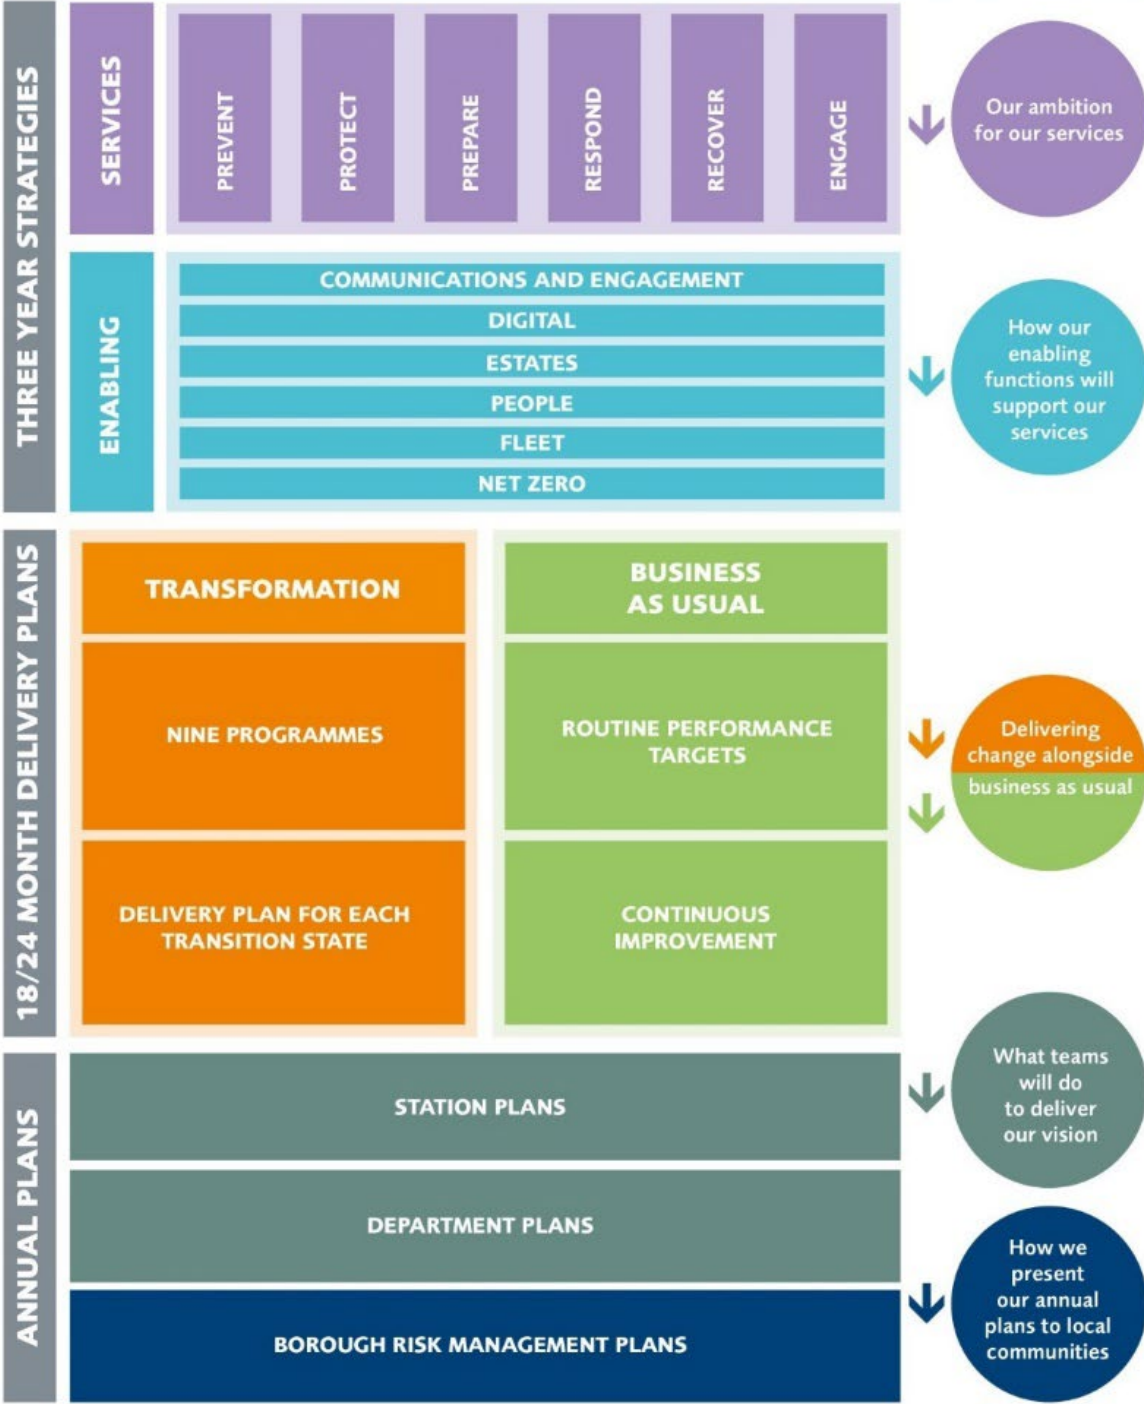 THREE YEAR STRATEGIES
SERVICES
PREVENT
PROTECT
PREPARE
RESPOND
RECOVER
ENGAGE
Our ambition
for our services
ENABLING
COMMUNICATIONS AND ENGAGEMENT
DIGITAL
ESTATES
PEOPLE
FLEET
NET ZERO
How our
enabling
functions will
support our
services
18/24 MONTH DELIVERY PLANS
TRANSFORMATION
NINE PROGRAMMES
DELIVERY PLAN FOR EACH
TRANSITION STATE
BUSINESS
AS USUAL
ROUTINE PERFORMANCE
TARGETS
CONTINUOUS
IMPROVEMENT
Delivering
change alongside
business as usual
ANNUAL PLANS
STATION PLANS
DEPARTMENT PLANS
What teams
will do
to deliver
our vision
BOROUGH RISK MANAGEMENT PLANS
How we
present
our annual
plans to local
communities